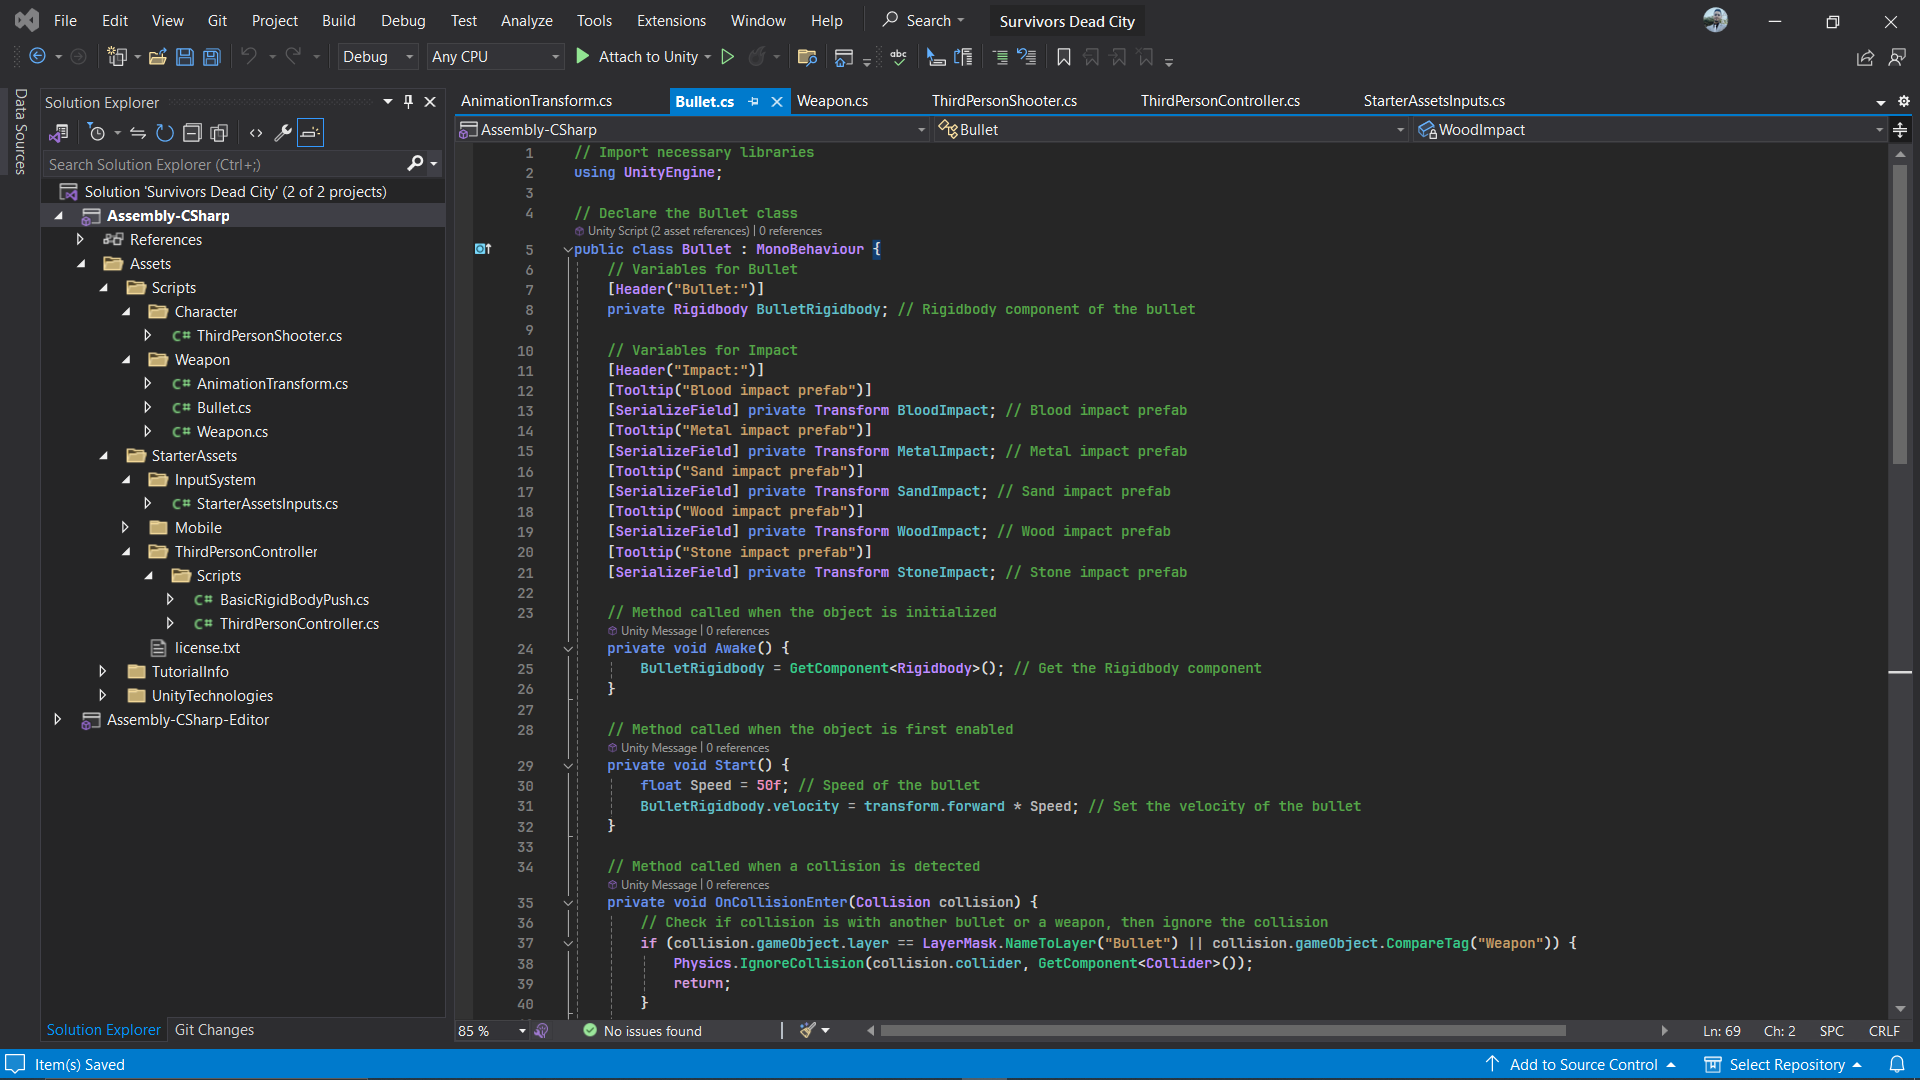 File Edit View Git Project Build Debug Test Analyze Tools Extensions Window Help Search Survivors Dead City
Debug Any CPU Attach to Unity
Data Sources
Solution Explorer
Search Solution Explorer (Ctrl+;)
Solution 'Survivors Dead City' (2 of 2 projects)
Assembly-CSharp
References
Assets
Scripts
Character
C# ThirdPersonShooter.cs
Weapon
C# AnimationTransform.cs
C# Bullet.cs
C# Weapon.cs
StarterAssets
InputSystem
C# StarterAssetsInputs.cs
Mobile
ThirdPersonController
Scripts
C# BasicRigidBodyPush.cs
C# ThirdPersonController.cs
license.txt
TutorialInfo
UnityTechnologies
Assembly-CSharp-Editor
Solution Explorer Git Changes
AnimationTransform.cs Bullet.cs Weapon.cs ThirdPersonShooter.cs ThirdPersonController.cs StarterAssetsInputs.cs
Assembly-CSharp Bullet WoodImpact
1 // Import necessary libraries
2 using UnityEngine;
3
4 // Declare the Bullet class
Unity Script (2 asset references) | 0 references
5 public class Bullet : MonoBehaviour {
6 // Variables for Bullet
7 [Header("Bullet:")]
8 private Rigidbody BulletRigidbody; // Rigidbody component of the bullet
9
10 // Variables for Impact
11 [Header("Impact:")]
12 [Tooltip("Blood impact prefab")]
13 [SerializeField] private Transform BloodImpact; // Blood impact prefab
14 [Tooltip("Metal impact prefab")]
15 [SerializeField] private Transform MetalImpact; // Metal impact prefab
16 [Tooltip("Sand impact prefab")]
17 [SerializeField] private Transform SandImpact; // Sand impact prefab
18 [Tooltip("Wood impact prefab")]
19 [SerializeField] private Transform WoodImpact; // Wood impact prefab
20 [Tooltip("Stone impact prefab")]
21 [SerializeField] private Transform StoneImpact; // Stone impact prefab
22
23 // Method called when the object is initialized
Unity Message | 0 references
24 private void Awake() {
25 BulletRigidbody = GetComponent<Rigidbody>(); // Get the Rigidbody component
26 }
27
28 // Method called when the object is first enabled
Unity Message | 0 references
29 private void Start() {
30 float Speed = 50f; // Speed of the bullet
31 BulletRigidbody.velocity = transform.forward * Speed; // Set the velocity of the bullet
32 }
33
34 // Method called when a collision is detected
Unity Message | 0 references
35 private void OnCollisionEnter(Collision collision) {
36 // Check if collision is with another bullet or a weapon, then ignore the collision
37 if (collision.gameObject.layer == LayerMask.NameToLayer("Bullet") || collision.gameObject.CompareTag("Weapon")) {
38 Physics.IgnoreCollision(collision.collider, GetComponent<Collider>());
39 return;
40 }
85 % No issues found Ln: 69 Ch: 2 SPC CRLF
Item(s) Saved Add to Source Control Select Repository